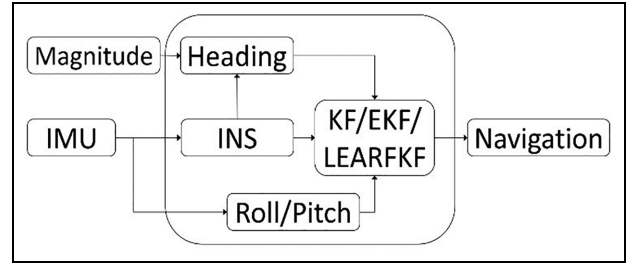 Magnitude
Heading
IMU
INS
KF/EKF/
LEARFKF
Navigation
Roll/Pitch